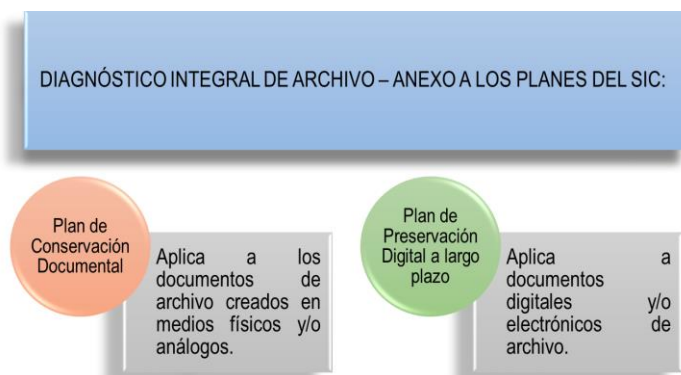 DIAGNÓSTICO INTEGRAL DE ARCHIVO – ANEXO A LOS PLANES DEL SIC:
Plan de
Conservación
Documental
Aplica a los
documentos de
archivo creados en
medios físicos y/o
análogos.
Plan de
Preservación
Digital a largo
plazo
Aplica a
documentos
digitales y/o
electrónicos de
archivo.